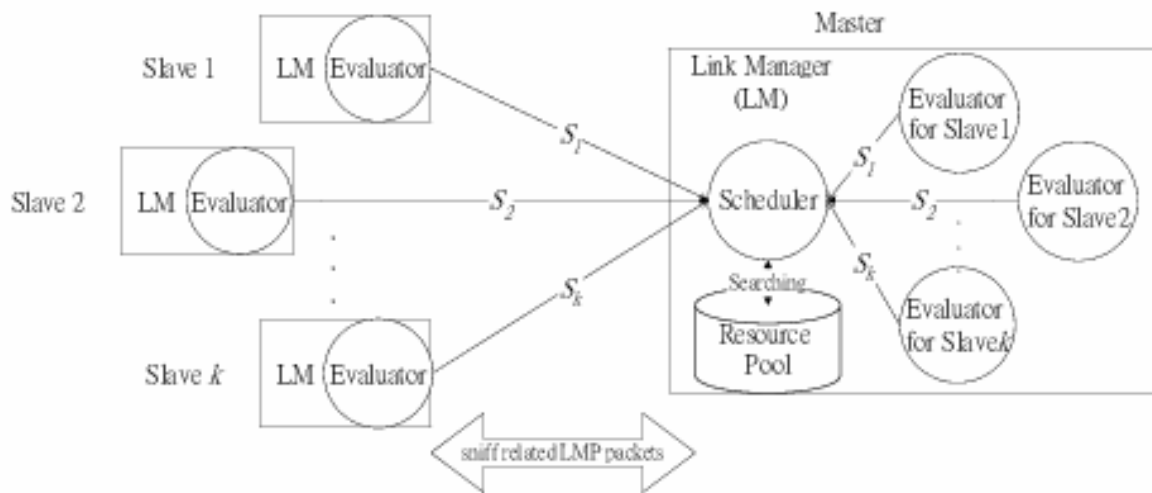 Master
Slave 1
LM
Evaluator
S1
Link Manager
(LM)
Evaluator
for Slave1
S1
Slave 2
LM
Evaluator
S2
Scheduler
S2
Evaluator
for Slave2
Sk
Sk
Searching
Resource
Pool
Evaluator
for Slavek
Slave k
LM
Evaluator
sniff related LMP packets